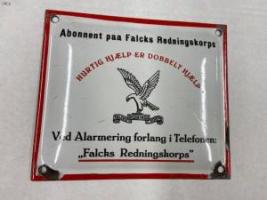 Abonnent paa Falcks Redningskorps
HURTIG HJÆLP ER DOBBELT HJÆLP
Ved Alarmering forlang i Telefonen:
„Falcks Redningskorps"